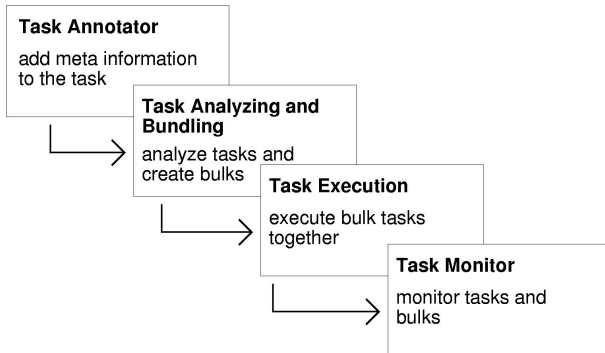 Task Annotator
add meta information
to the task
Task Analyzing and
Bundling
analyze tasks and
create bulks
Task Execution
execute bulk tasks
together
Task Monitor
monitor tasks and
bulks